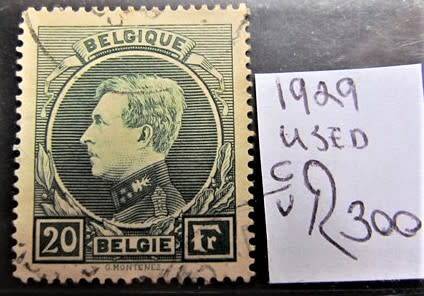 BELGIQUE
20 BELGIE Fr
G. MONTENEZ.
1929
USED
C/V R300